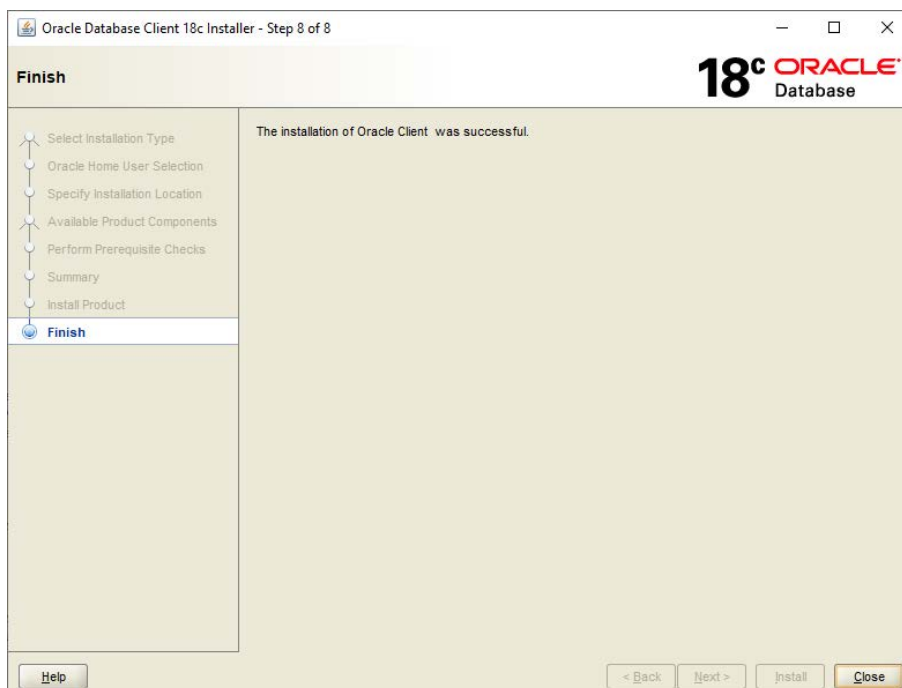 Oracle Database Client 18c Installer - Step 8 of 8
Finish
18c ORACLE
Database
Select Installation Type
Oracle Home User Selection
Specify Installation Location
Available Product Components
Perform Prerequisite Checks
Summary
Install Product
Finish
The installation of Oracle Client  was successful.
Help
< Back
Next >
Install
Close